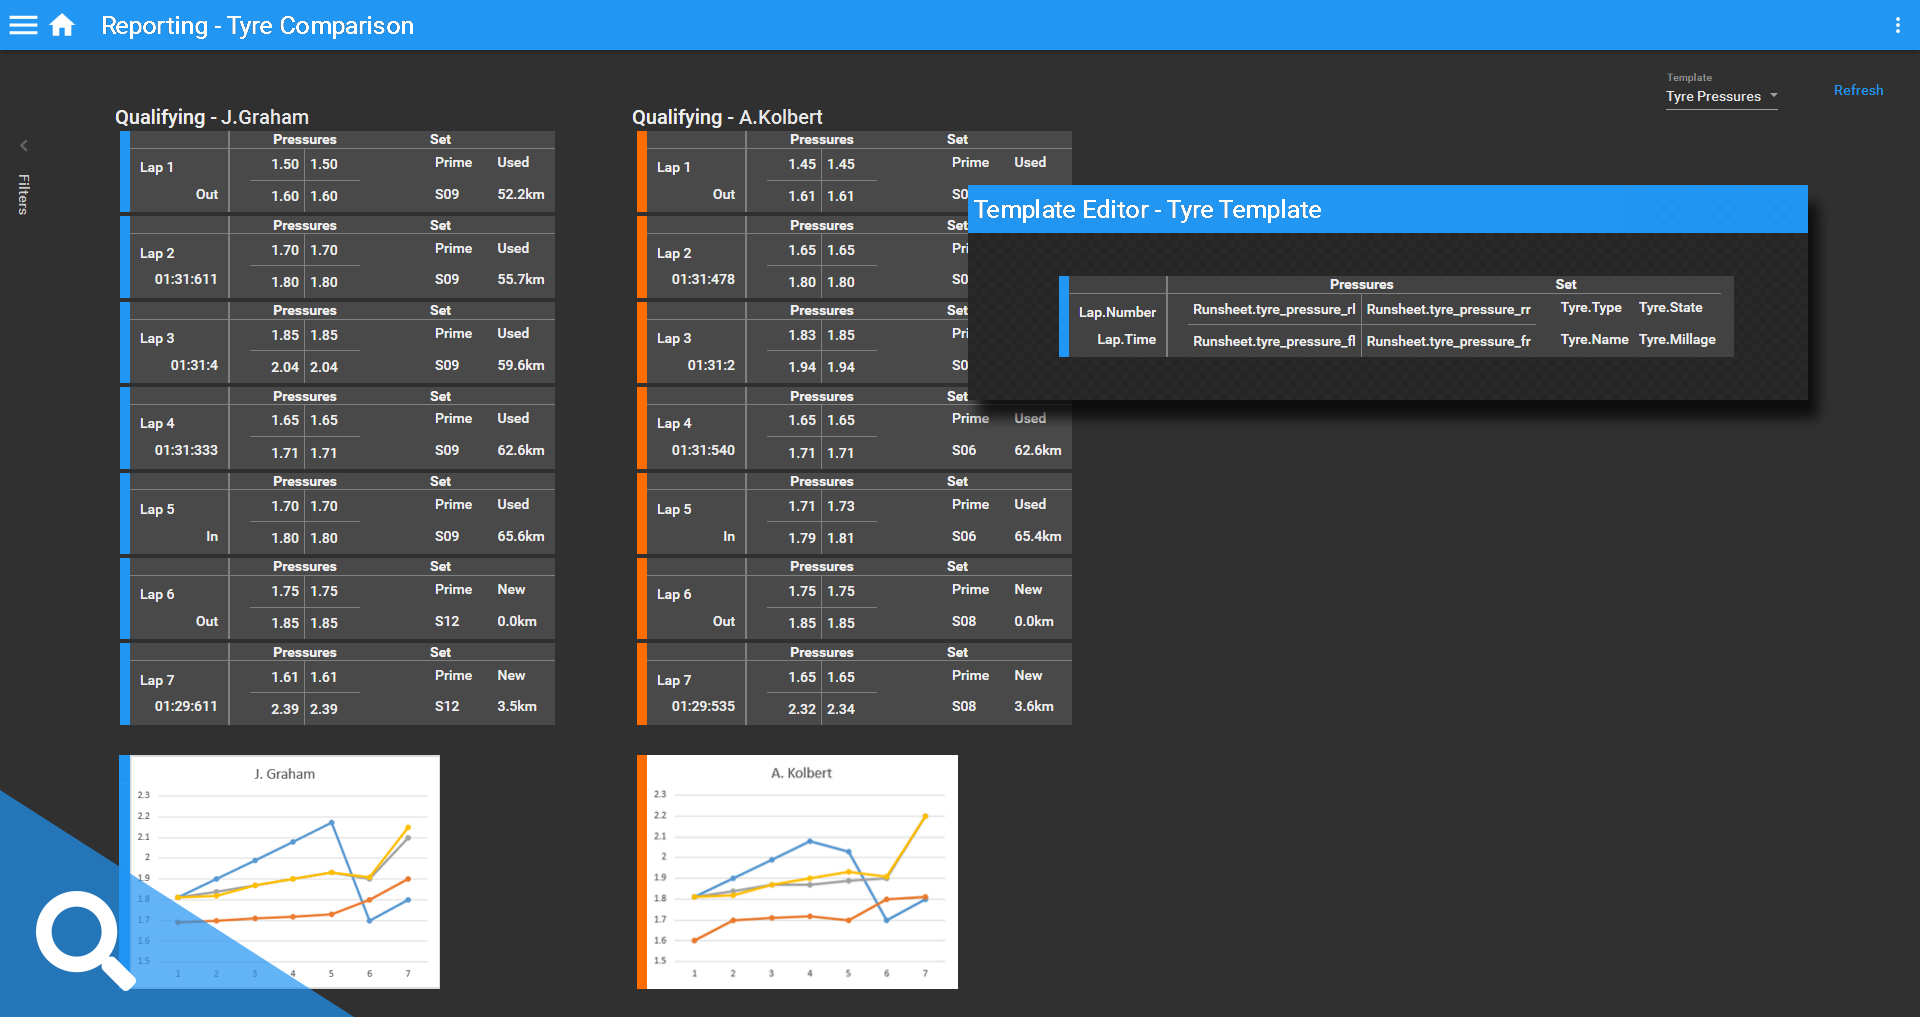 Reporting - Tyre Comparison
Template
Tyre Pressures
Refresh
Filters
Qualifying - J.Graham
Pressures Set
Lap 1 1.50 1.50 Prime Used
Out 1.60 1.60 S09 52.2km
Pressures Set
Lap 2 1.70 1.70 Prime Used
01:31:611 1.80 1.80 S09 55.7km
Pressures Set
Lap 3 1.85 1.85 Prime Used
01:31:4 2.04 2.04 S09 59.6km
Pressures Set
Lap 4 1.65 1.65 Prime Used
01:31:333 1.71 1.71 S09 62.6km
Pressures Set
Lap 5 1.70 1.70 Prime Used
In 1.80 1.80 S09 65.6km
Pressures Set
Lap 6 1.75 1.75 Prime New
Out 1.85 1.85 S12 0.0km
Pressures Set
Lap 7 1.61 1.61 Prime New
01:29:611 2.39 2.39 S12 3.5km
Qualifying - A.Kolbert
Pressures Set
Lap 1 1.45 1.45 Prime Used
Out 1.61 1.61 S0
Pressures Set
Lap 2 1.65 1.65 Pri
01:31:478 1.80 1.80 S0
Pressures Set
Lap 3 1.83 1.85 Pri
01:31:2 1.94 1.94 S0
Pressures Set
Lap 4 1.65 1.65 Prime Used
01:31:540 1.71 1.71 S06 62.6km
Pressures Set
Lap 5 1.71 1.73 Prime Used
In 1.79 1.81 S06 65.4km
Pressures Set
Lap 6 1.75 1.75 Prime New
Out 1.85 1.85 S08 0.0km
Pressures Set
Lap 7 1.65 1.65 Prime New
01:29:535 2.32 2.34 S08 3.6km
Template Editor - Tyre Template
Pressures Set
Lap.Number Runsheet.tyre_pressure_rl Runsheet.tyre_pressure_rr Tyre.Type Tyre.State
Lap.Time Runsheet.tyre_pressure_fl Runsheet.tyre_pressure_fr Tyre.Name Tyre.Millage
J. Graham
2.3
2.2
2.1
2
1.9
1.8
1.7
1.6
1.5
1 2 3 4 5 6 7
A. Kolbert
2.3
2.2
2.1
2
1.9
1.8
1.7
1.6
1.5
1 2 3 4 5 6 7